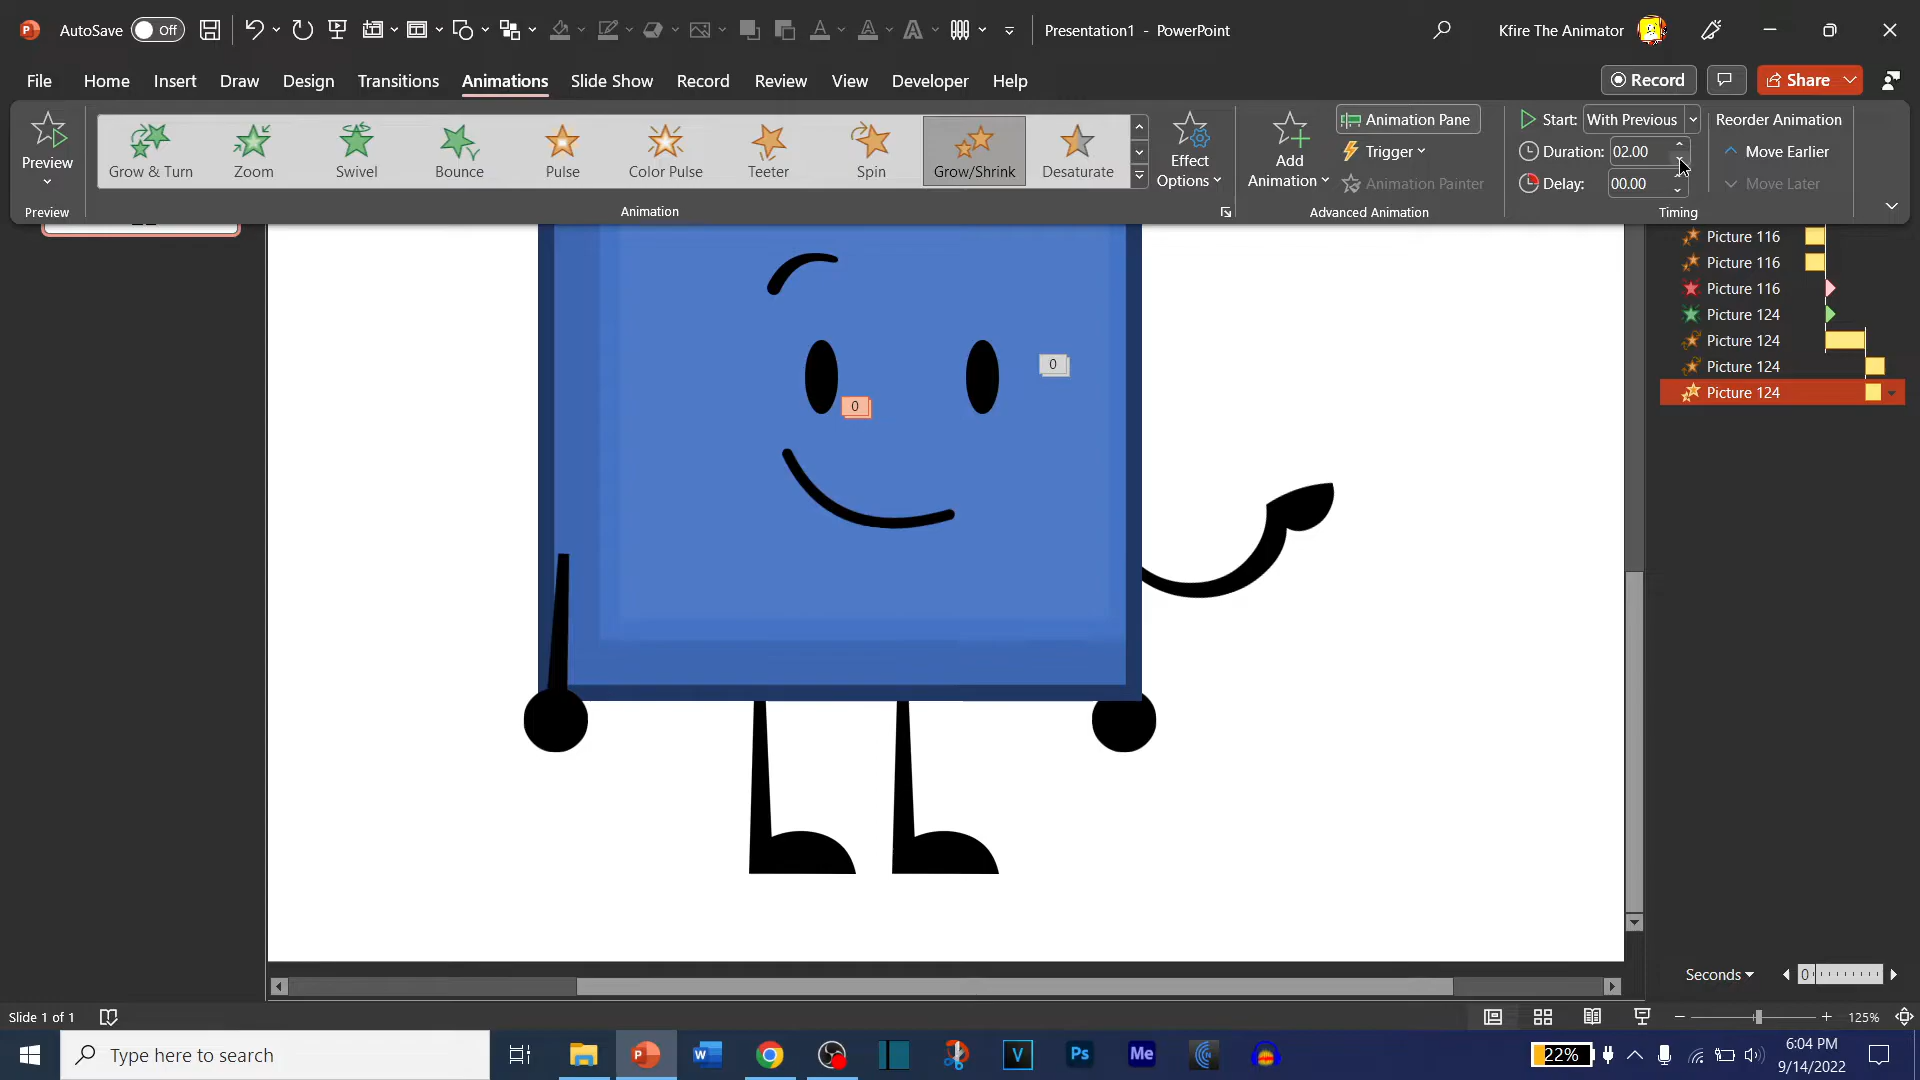 AutoSave Off
Presentation1 - PowerPoint
Kfire The Animator
File Home Insert Draw Design Transitions Animations Slide Show Record Review View Developer Help
Record Share
Preview
Preview
Grow & Turn Zoom Swivel Bounce Pulse Color Pulse Teeter Spin Grow/Shrink Desaturate
Animation
Effect Options
Add Animation
Animation Pane
Trigger
Animation Painter
Advanced Animation
Start: With Previous
Duration: 02.00
Delay: 00.00
Timing
Reorder Animation
Move Earlier
Move Later
Picture 116
Picture 116
Picture 116
Picture 124
Picture 124
Picture 124
Picture 124
0
0
Seconds 0
Slide 1 of 1
125%
Type here to search
W
V
Ps
Me
22%
6:04 PM
9/14/2022